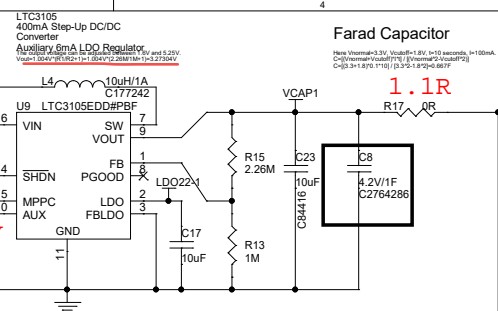 4
LTC3105
400mA Step-Up DC/DC
Converter
Auxiliary 6mA LDO Regulator
The output voltage can be adjusted between 1.6V and 5.25V.
Vout=1.004V*(R1/R2+1)=1.004V*(2.26M/1M+1)=3.27304V
Farad Capacitor
Here Vnormal=3.3V, Vcutoff=1.8V, t=10 seconds, I=100mA.
C=[(Vnormal+Vcutoff)*I*t] / [(Vnormal^2-Vcutoff^2)]
C=[(3.3+1.8)*0.1*10] / [3.3^2-1.8^2]=0.667F
1.1R
L4
10uH/1A
C177242
U9
LTC3105EDD#PBF
VCAP1
R17
0R
6
VIN
SW
7
VOUT
9
FB
1
4
SHDN
PGOOD
8
5
MPPC
LDO
2
0
AUX
FBLDO
3
GND
11
LDO22-1
C17
10uF
R15
2.26M
R13
1M
C23
10uF
C84416
C8
4.2V/1F
C2764286